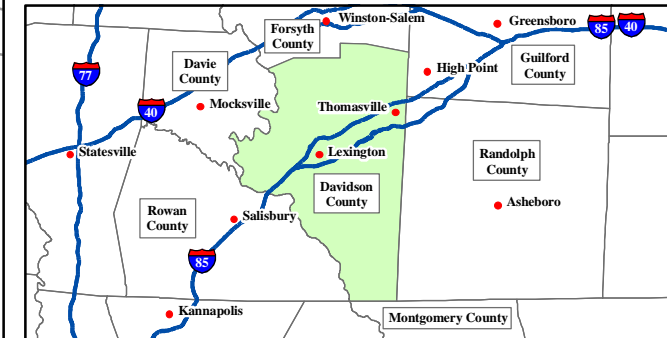 Winston-Salem
Greensboro
Forsyth
County
85
40
Guilford
County
77
Davie
County
High Point
40
Mocksville
Thomasville
Statesville
Lexington
Randolph
County
Davidson
County
Asheboro
Rowan
County
Salisbury
85
Kannapolis
Montgomery County